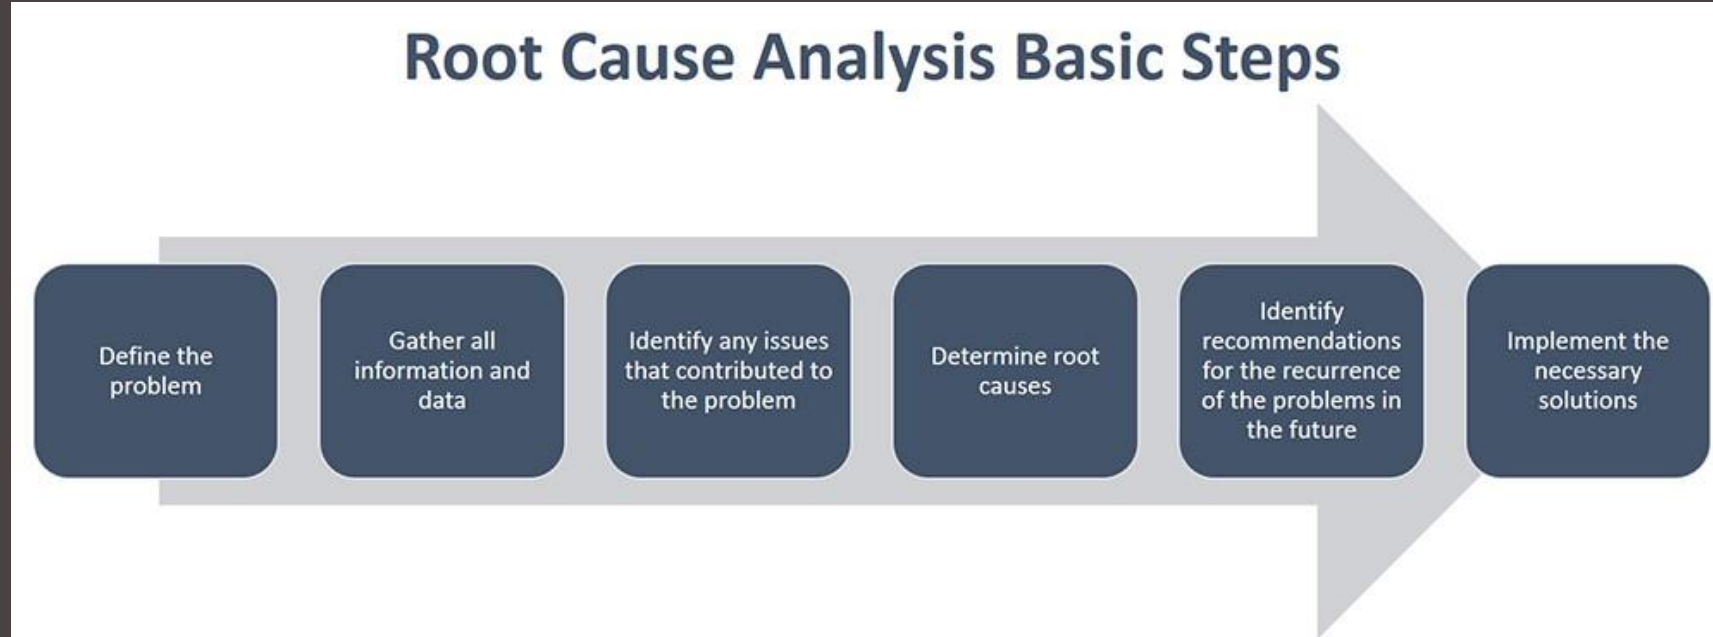 Root Cause Analysis Basic Steps
Define the
problem
Gather all
information and
data
Identify any issues
that contributed to
the problem
Determine root
causes
Identify
recommendations
for the recurrence
of the problems in
the future
Implement the
necessary
solutions